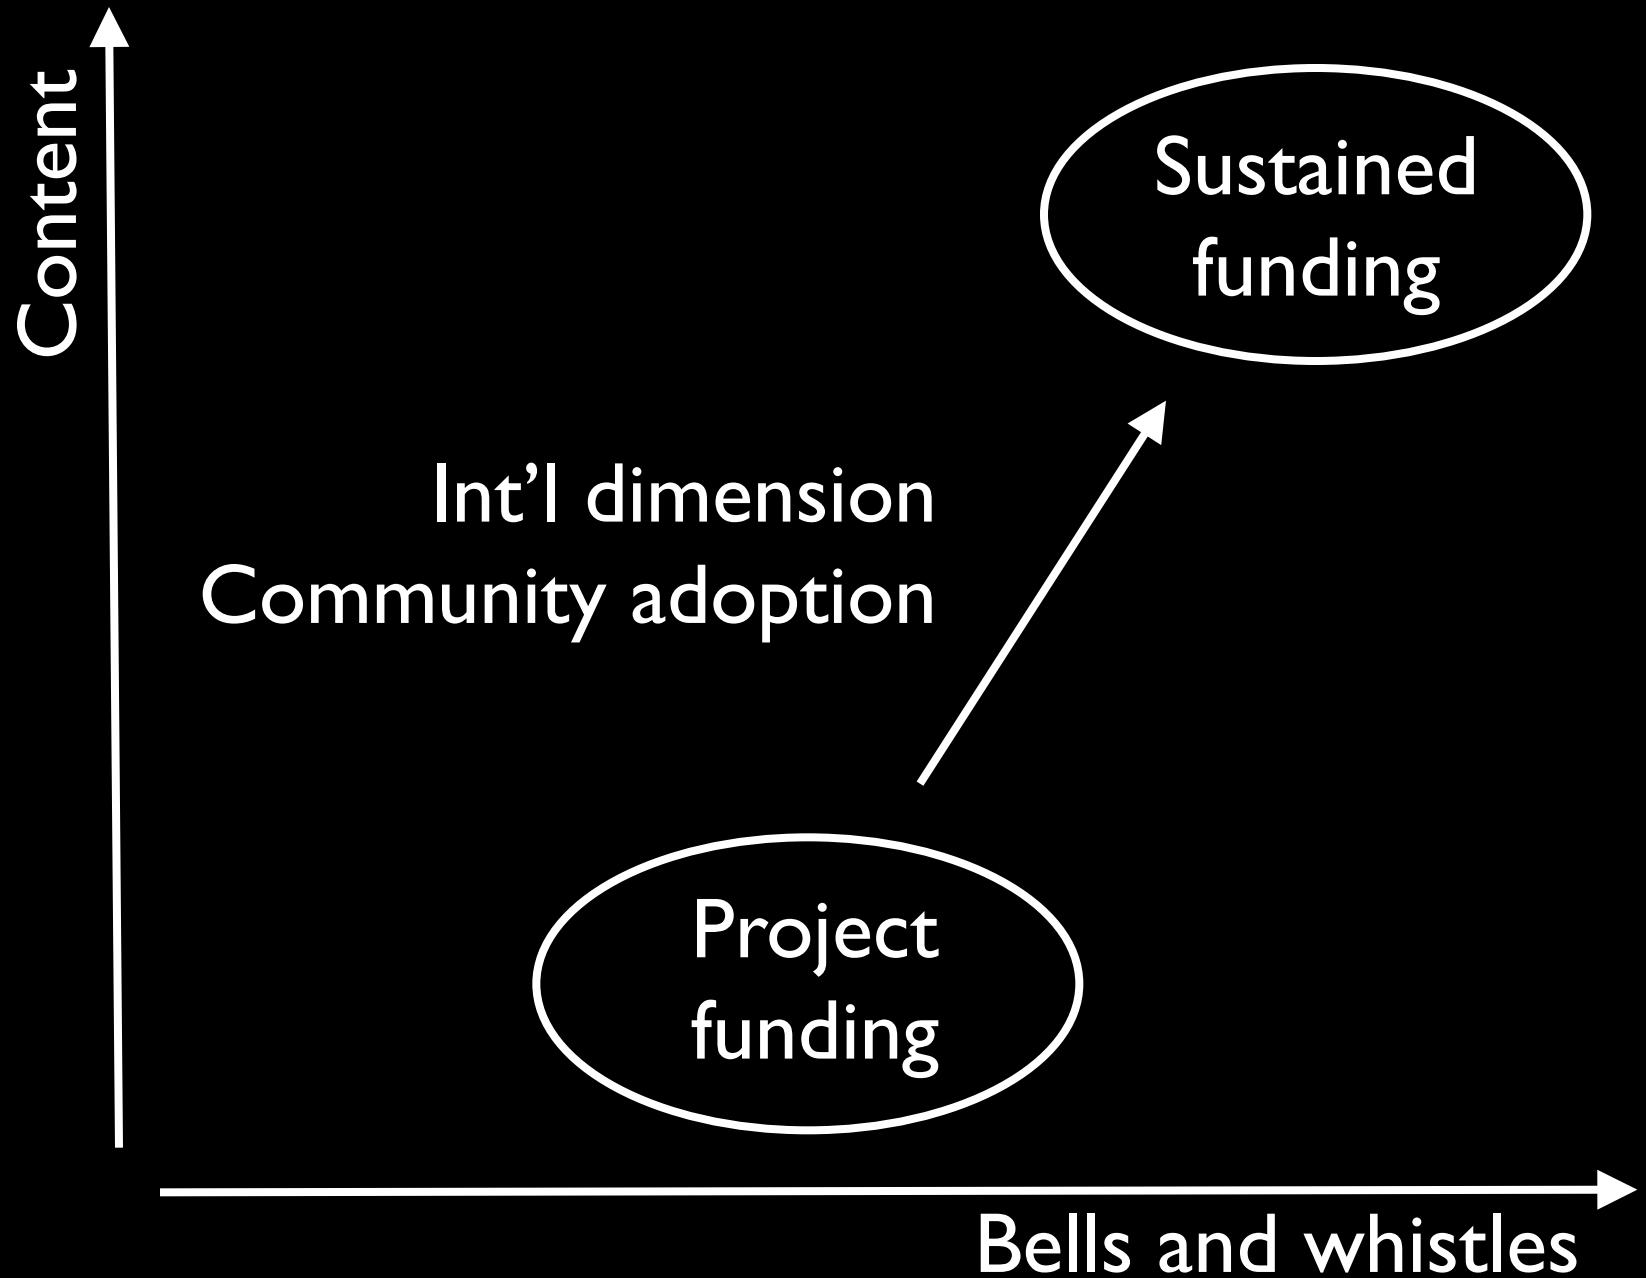 Content
Sustained
funding
Int’l dimension
Community adoption
Project
funding
Bells and whistles